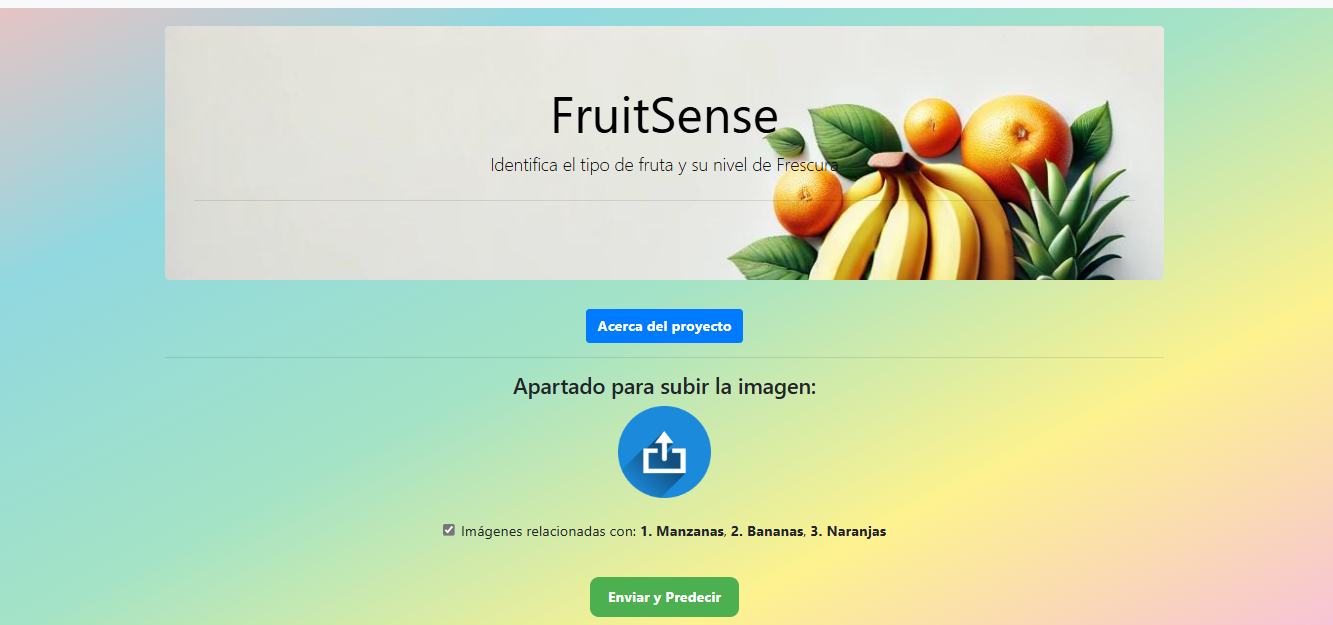 FruitSense
Identifica el tipo de fruta y su nivel de Frescura
Acerca del proyecto
Apartado para subir la imagen:
Imágenes relacionadas con: 1. Manzanas, 2. Bananas, 3. Naranjas
Enviar y Predecir